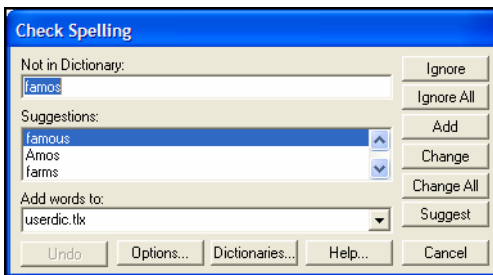 Check Spelling
Not in Dictionary:
famos
Suggestions:
famous
Amos
farms
Add words to:
userdic.tlx
Ignore
Ignore All
Add
Change
Change All
Suggest
Undo Options... Dictionaries... Help... Cancel